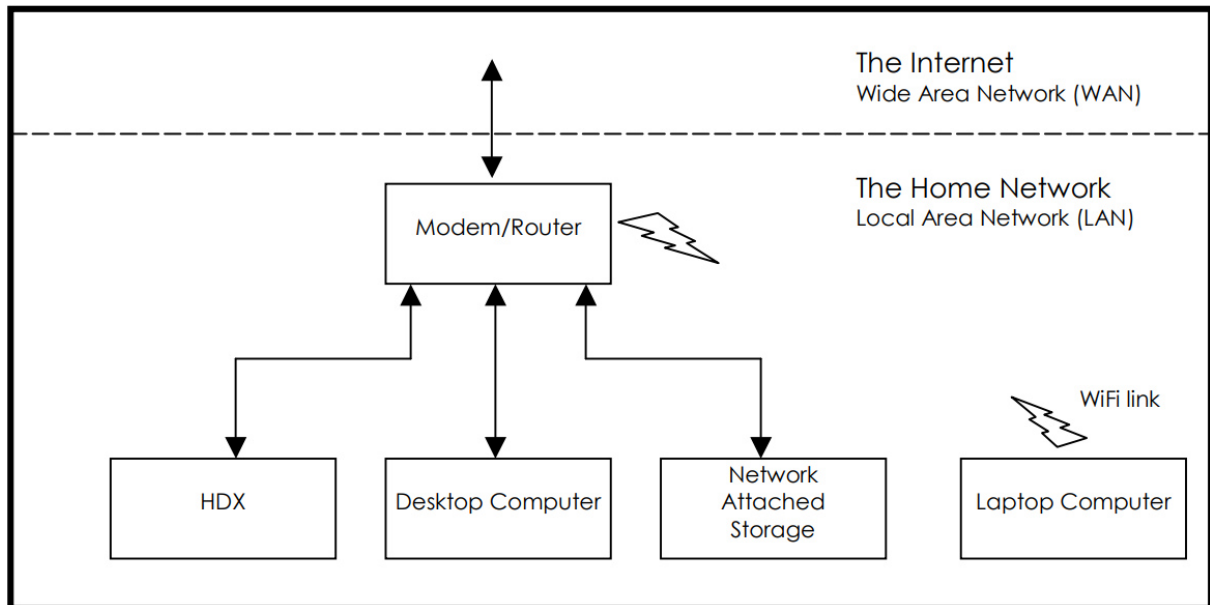 The Internet
Wide Area Network (WAN)
The Home Network
Local Area Network (LAN)
Modem/Router
WiFi link
HDX
Desktop Computer
Network
Attached
Storage
Laptop Computer